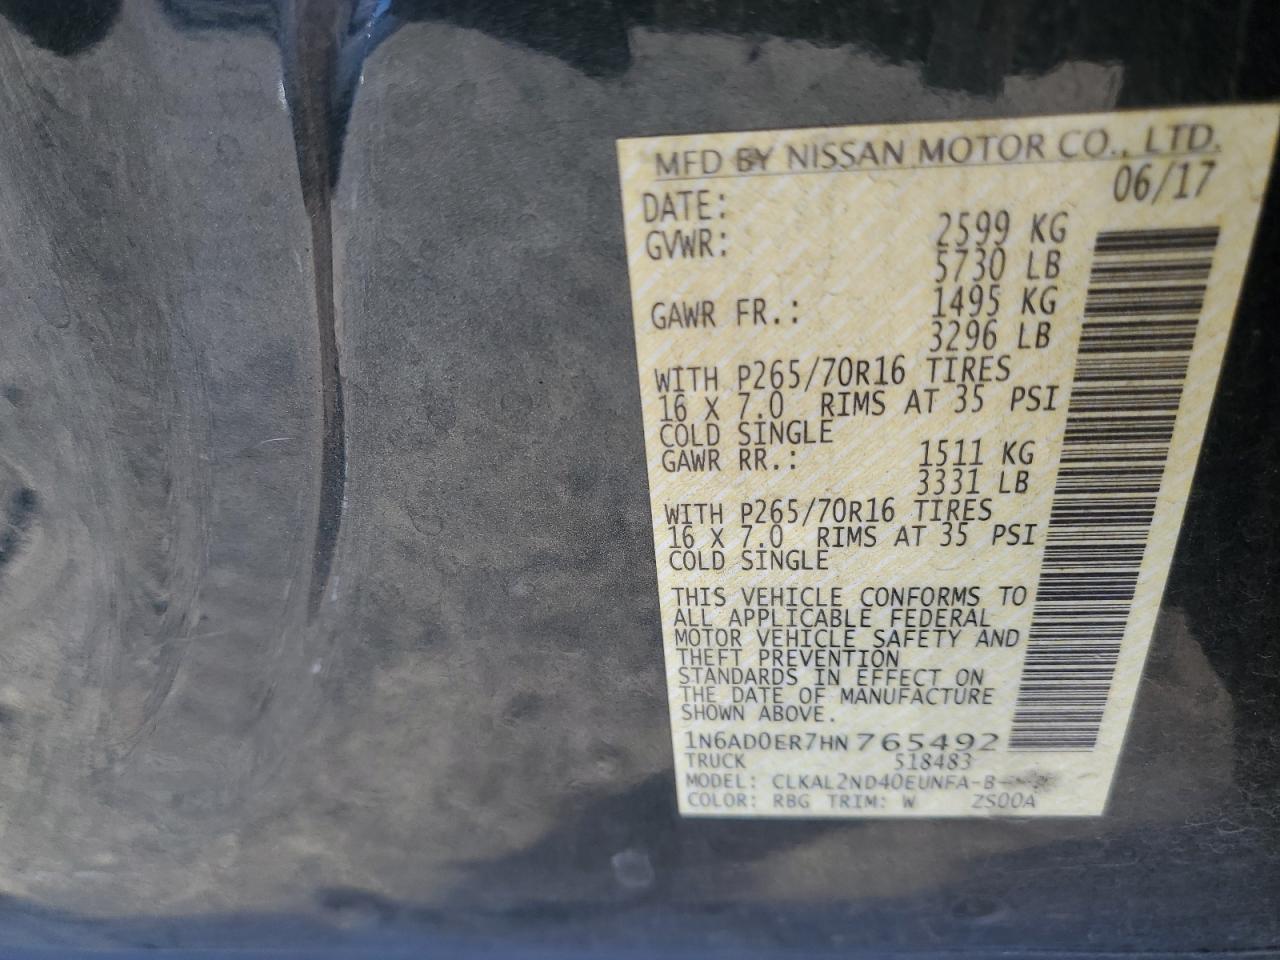 MFD BY NISSAN MOTOR CO., LTD.
DATE: 06/17
GVWR: 2599 KG
5730 LB
GAWR FR.: 1495 KG
3296 LB
WITH P265/70R16 TIRES
16 X 7.0 RIMS AT 35 PSI
COLD SINGLE
GAWR RR.: 1511 KG
3331 LB
WITH P265/70R16 TIRES
16 X 7.0 RIMS AT 35 PSI
COLD SINGLE
THIS VEHICLE CONFORMS TO
ALL APPLICABLE FEDERAL
MOTOR VEHICLE SAFETY AND
THEFT PREVENTION
STANDARDS IN EFFECT ON
THE DATE OF MANUFACTURE
SHOWN ABOVE.
1N6AD0ER7HN765492
TRUCK 518483
MODEL: CLKAL2ND40EUNFA-B-
COLOR: RBG TRIM: W ZS00A